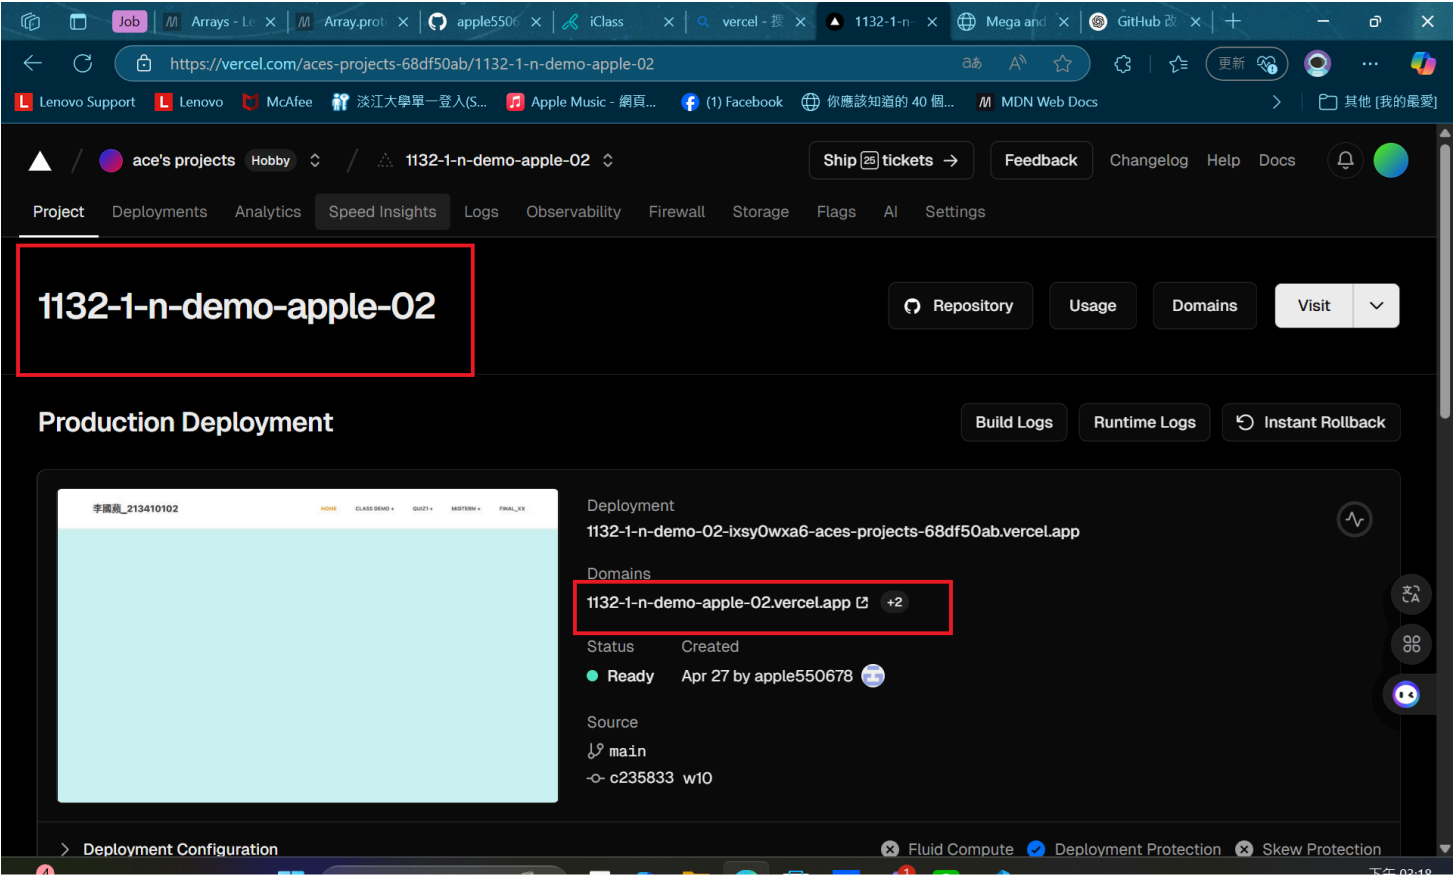 Job
Arrays - Le
Array.prot
apple5506
iClass
vercel - 搜
1132-1-n-
Mega and
GitHub 改
https://vercel.com/aces-projects-68df50ab/1132-1-n-demo-apple-02
更新
Lenovo Support
Lenovo
McAfee
淡江大學單一登入(S...
Apple Music - 網頁...
(1) Facebook
你應該知道的 40 個...
MDN Web Docs
其他 [我的最愛]
ace's projects Hobby
1132-1-n-demo-apple-02
Ship 25 tickets →
Feedback
Changelog
Help
Docs
Project
Deployments
Analytics
Speed Insights
Logs
Observability
Firewall
Storage
Flags
AI
Settings
1132-1-n-demo-apple-02
Repository
Usage
Domains
Visit
Production Deployment
Build Logs
Runtime Logs
Instant Rollback
李國蘋_213410102
HOME
CLASS DEMO +
QUIZ1 +
MIDTERM +
FINAL_XX
Deployment
1132-1-n-demo-02-ixsy0wxa6-aces-projects-68df50ab.vercel.app
Domains
1132-1-n-demo-apple-02.vercel.app +2
Status
Created
Ready
Apr 27 by apple550678
Source
main
c235833 w10
Deployment Configuration
Fluid Compute
Deployment Protection
Skew Protection